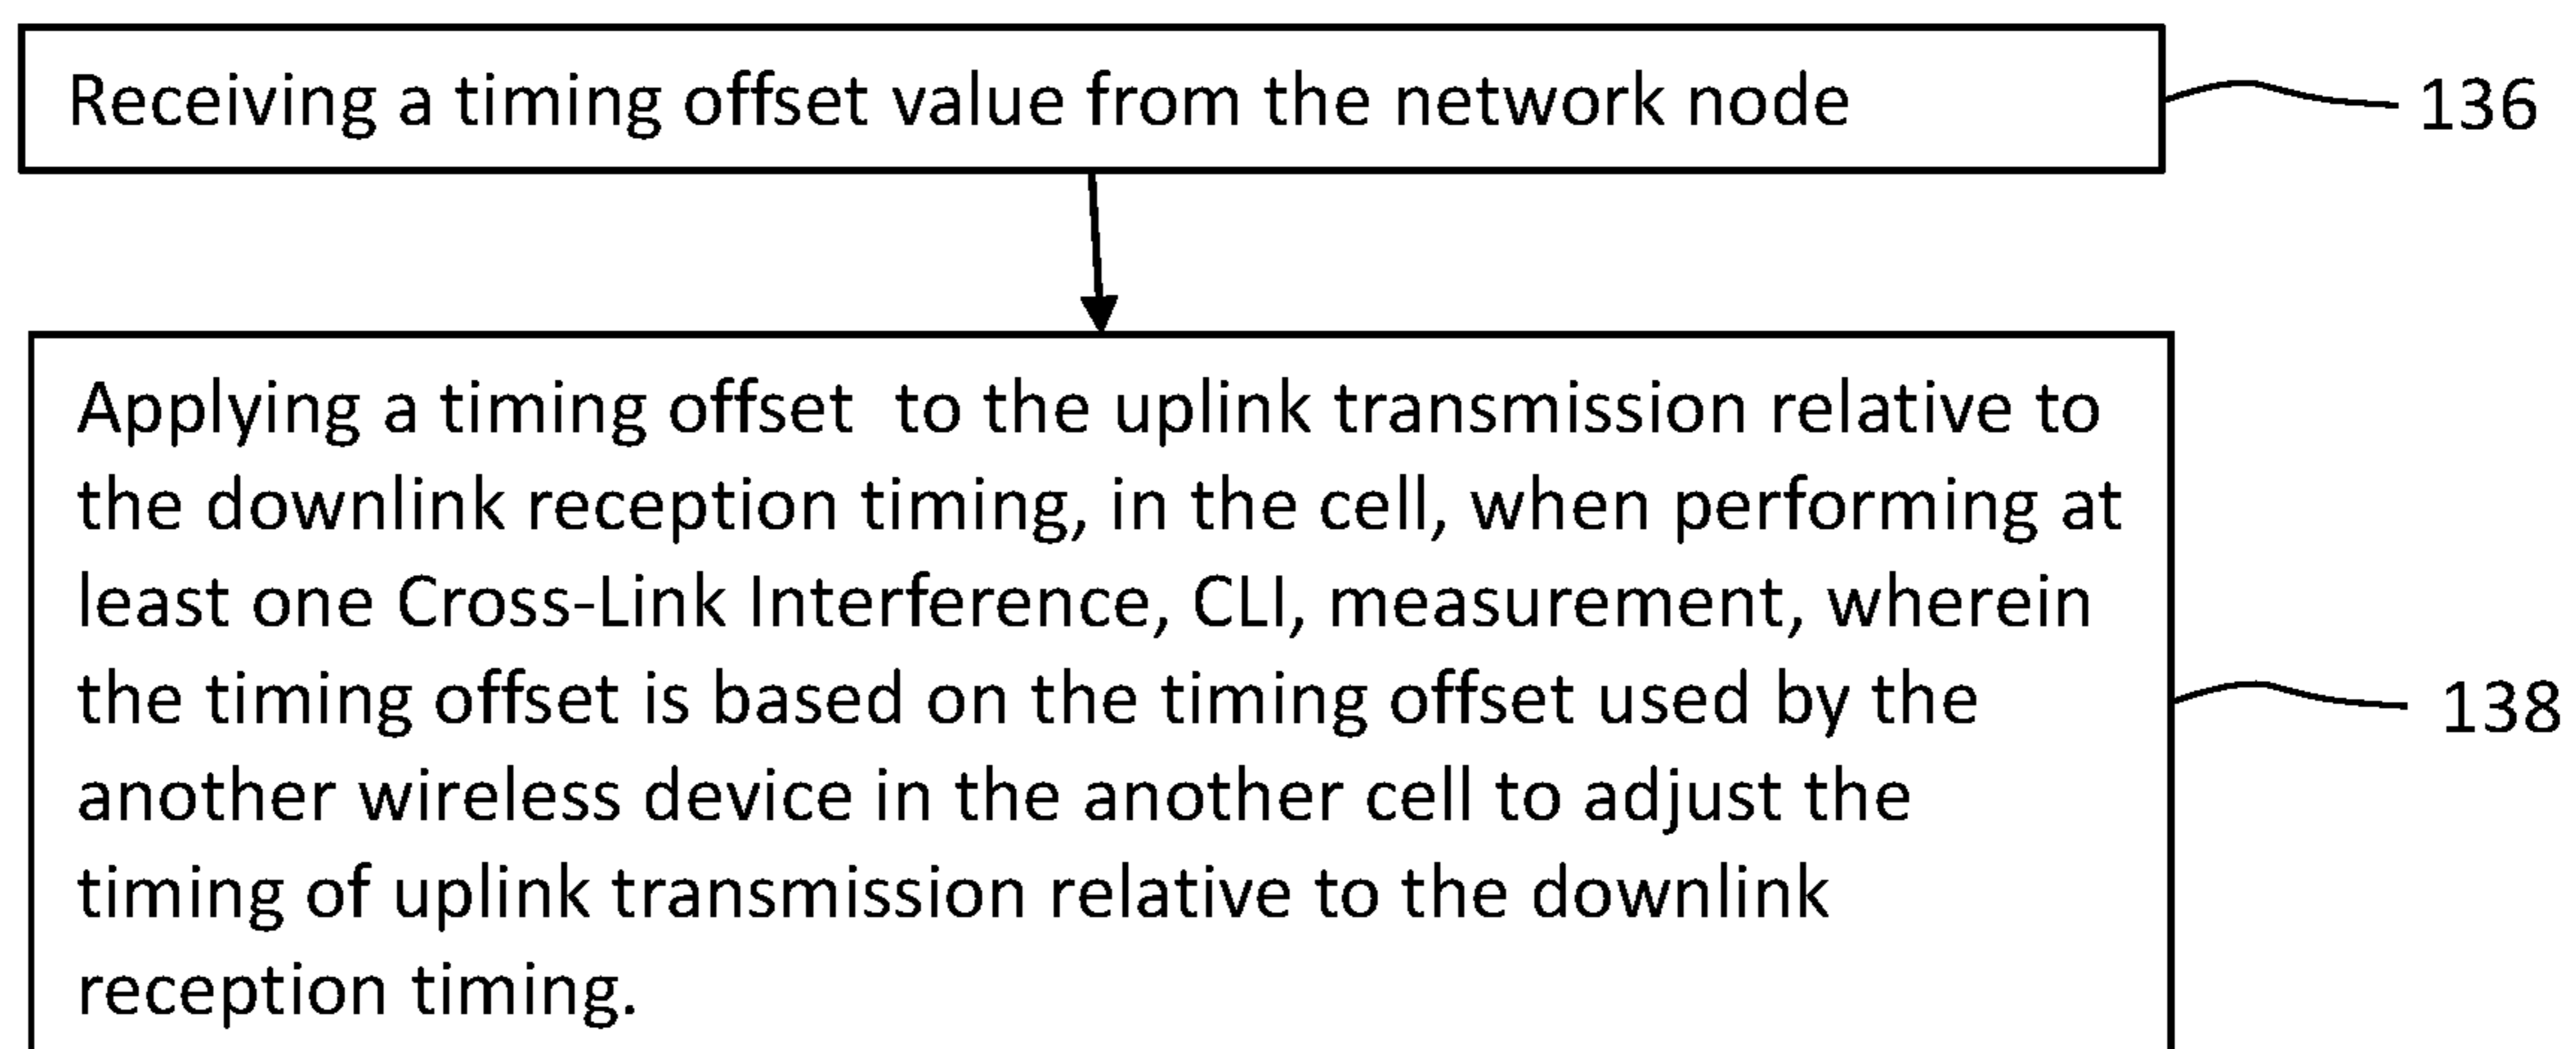 Receiving a timing offset value from the network node
136
Applying a timing offset  to the uplink transmission relative to
the downlink reception timing, in the cell, when performing at
least one Cross-Link Interference, CLI, measurement, wherein
the timing offset is based on the timing offset used by the
138
another wireless device in the another cell to adjust the
timing of uplink transmission relative to the downlink
reception timing.